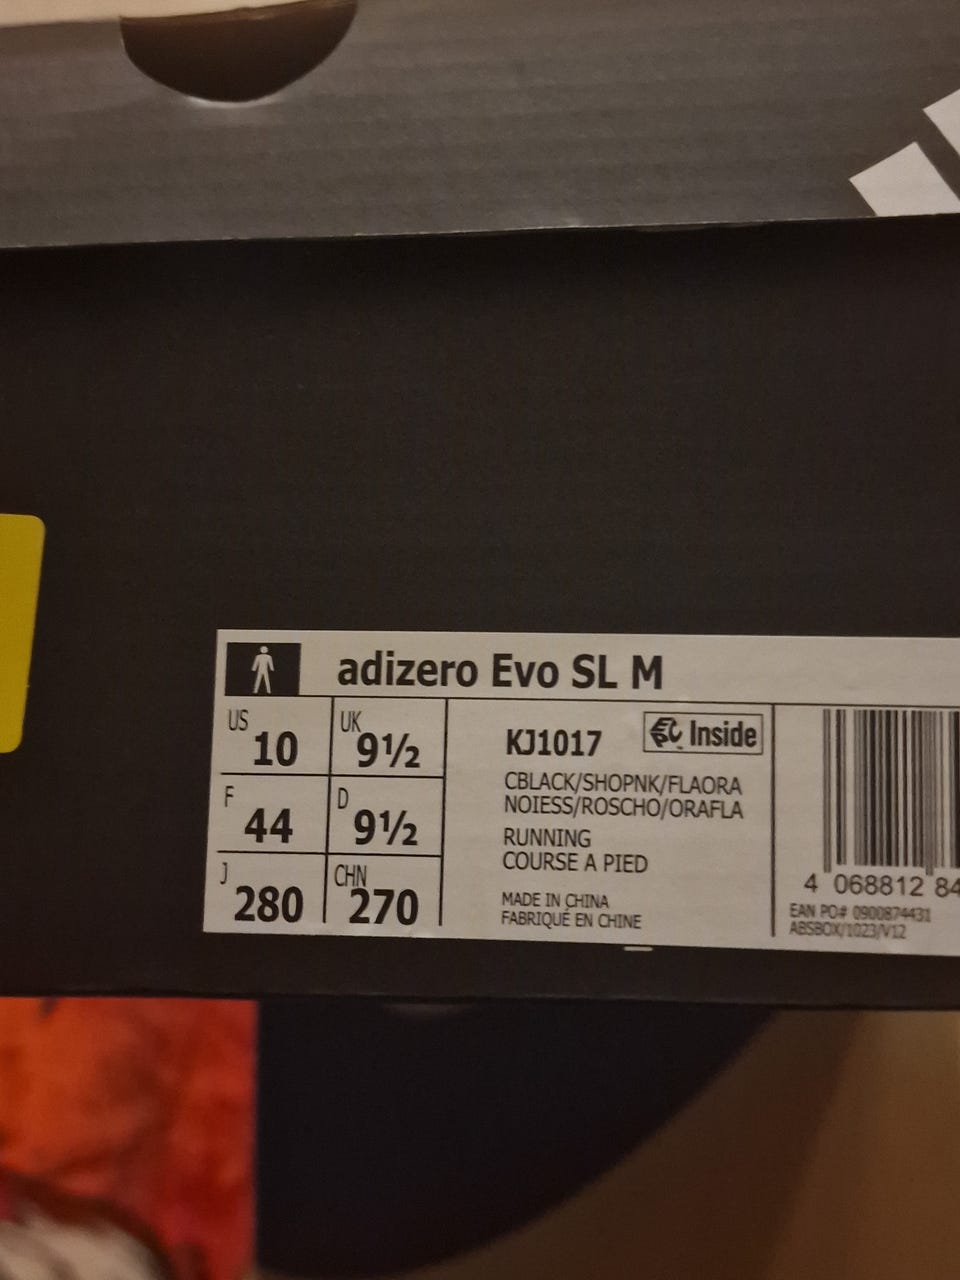 adizero Evo SL M
US 10 UK 9½
F 44 D 9½
J 280 CHN 270
KJ1017 Inside
CBLACK/SHOPNK/FLAORA
NOIESS/ROSCHO/ORAFLA
RUNNING
COURSE A PIED
MADE IN CHINA
FABRIQUÉ EN CHINE
4 068812 84
EAN PO# 0900874431
ABSBOX/1023/V12